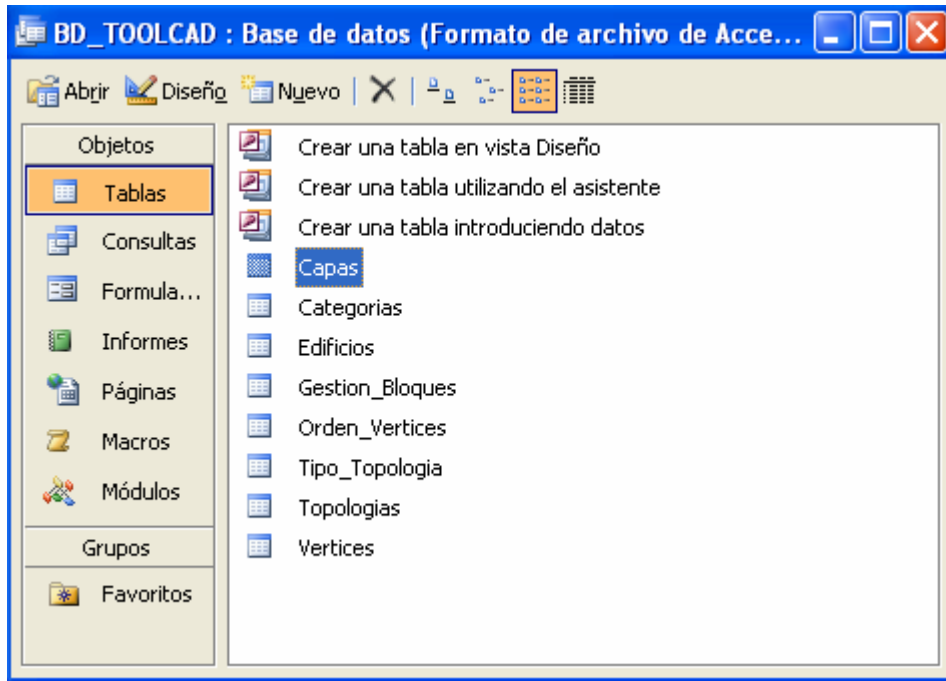 BD_TOOLCAD : Base de datos (Formato de archivo de Acce...
Abrir Diseño Nuevo
Objetos
Tablas
Consultas
Formula...
Informes
Páginas
Macros
Módulos
Grupos
Favoritos
Crear una tabla en vista Diseño
Crear una tabla utilizando el asistente
Crear una tabla introduciendo datos
Capas
Categorias
Edificios
Gestion_Bloques
Orden_Vertices
Tipo_Topologia
Topologias
Vertices